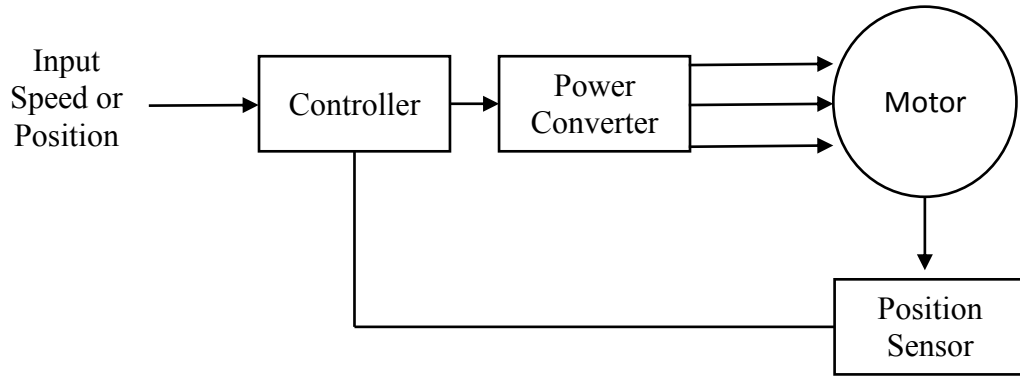 Input
Speed or
Position
Controller
Power
Converter
Motor
Position
Sensor